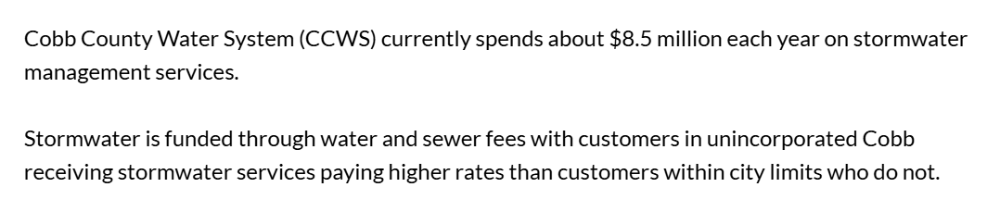 Cobb County Water System (CCWS) currently spends about $8.5 million each year on stormwater
management services.
Stormwater is funded through water and sewer fees with customers in unincorporated Cobb
receiving stormwater services paying higher rates than customers within city limits who do not.